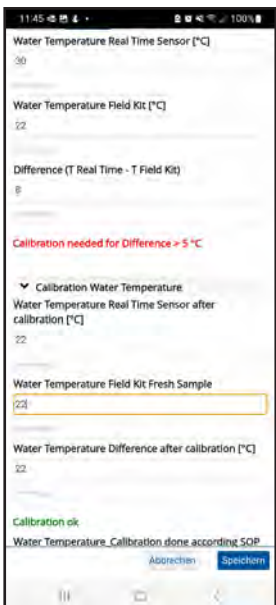 11:45
100%
Water Temperature Real Time Sensor [°C]
30
Water Temperature Field Kit [°C]
22
Difference (T Real Time - T Field Kit)
8
Calibration needed for Difference > 5 °C
Calibration Water Temperature
Water Temperature Real Time Sensor after
calibration [°C]
22
Water Temperature Field Kit Fresh Sample
22
Water Temperature Difference after calibration [°C]
22
Calibration ok
Water Temperature_Calibration done according SOP
Abbrechen Speichern